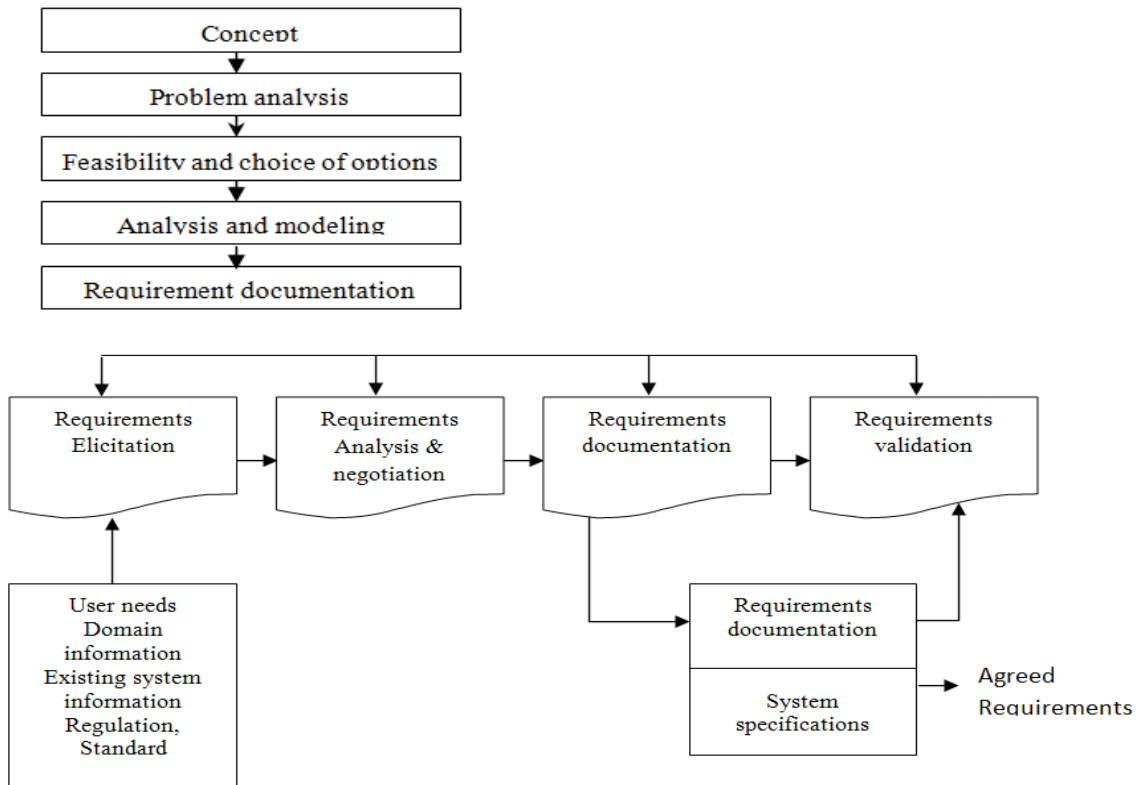 Concept
Problem analysis
Feasibility and choice of options
Analysis and modeling
Requirement documentation
Requirements
Elicitation
Requirements
Analysis &
negotiation
Requirements
documentation
Requirements
validation
User needs
Domain
information
Existing system
information
Regulation,
Standard
Requirements
documentation
System
specifications
Agreed
Requirements